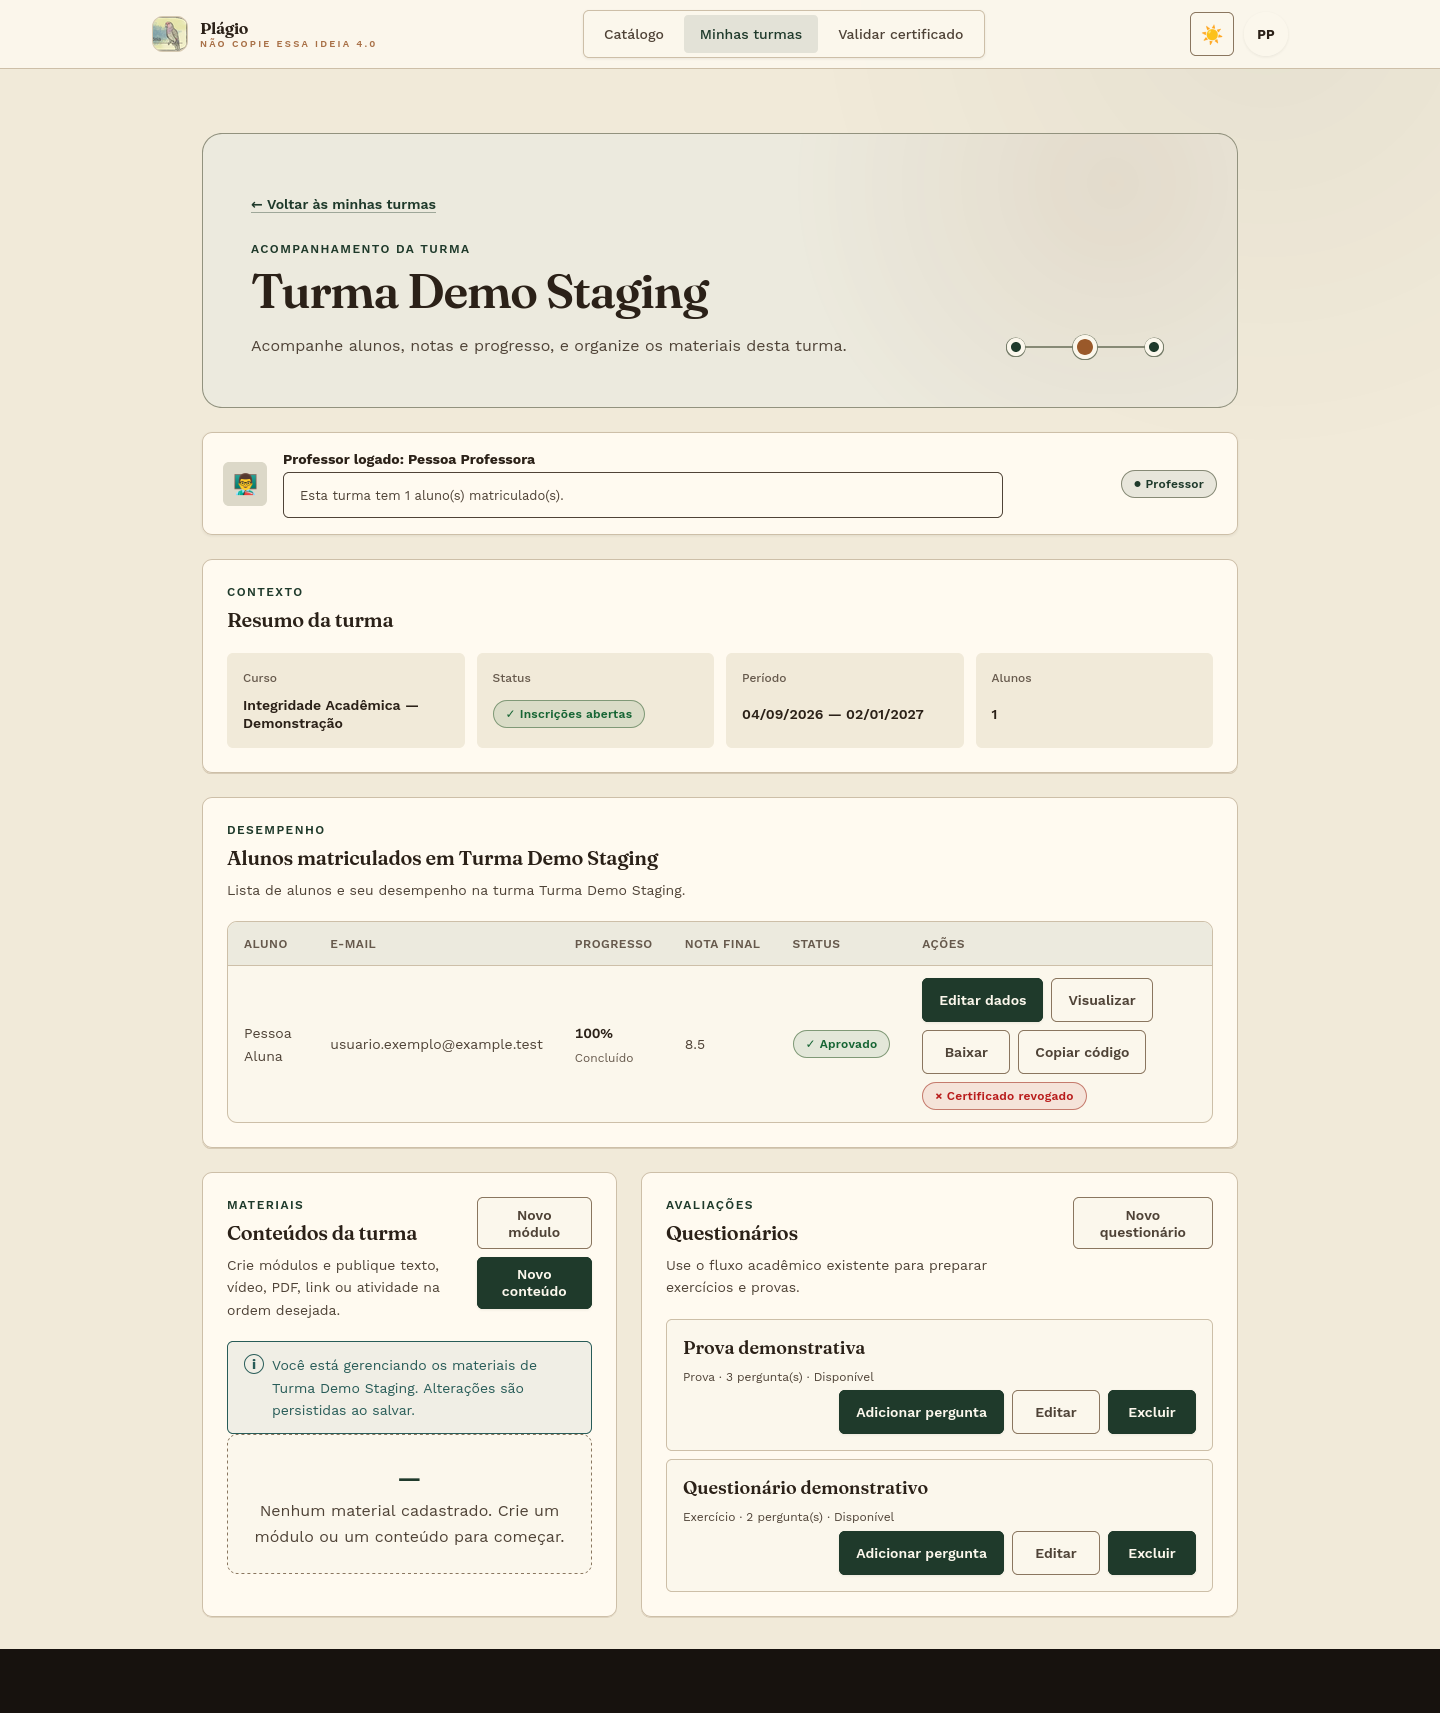 Plágio
NÃO COPIE ESSA IDEIA 4.0
Catálogo
Minhas turmas
Validar certificado
PP
← Voltar às minhas turmas
ACOMPANHAMENTO DA TURMA
Turma Demo Staging
Acompanhe alunos, notas e progresso, e organize os materiais desta turma.
Professor logado: Pessoa Professora
Esta turma tem 1 aluno(s) matriculado(s).
● Professor
CONTEXTO
Resumo da turma
Curso
Integridade Acadêmica —
Demonstração
Status
✓ Inscrições abertas
Período
04/09/2026 — 02/01/2027
Alunos
1
DESEMPENHO
Alunos matriculados em Turma Demo Staging
Lista de alunos e seu desempenho na turma Turma Demo Staging.
ALUNO E-MAIL PROGRESSO NOTA FINAL STATUS AÇÕES
Pessoa
Aluna
usuario.exemplo@example.test
100%
Concluído
8.5
✓ Aprovado
Editar dados
Visualizar
Baixar
Copiar código
× Certificado revogado
MATERIAIS
Conteúdos da turma
Crie módulos e publique texto,
vídeo, PDF, link ou atividade na
ordem desejada.
Novo
módulo
Novo
conteúdo
i
Você está gerenciando os materiais de
Turma Demo Staging. Alterações são
persistidas ao salvar.
—
Nenhum material cadastrado. Crie um
módulo ou um conteúdo para começar.
AVALIAÇÕES
Questionários
Use o fluxo acadêmico existente para preparar
exercícios e provas.
Novo
questionário
Prova demonstrativa
Prova · 3 pergunta(s) · Disponível
Adicionar pergunta
Editar
Excluir
Questionário demonstrativo
Exercício · 2 pergunta(s) · Disponível
Adicionar pergunta
Editar
Excluir